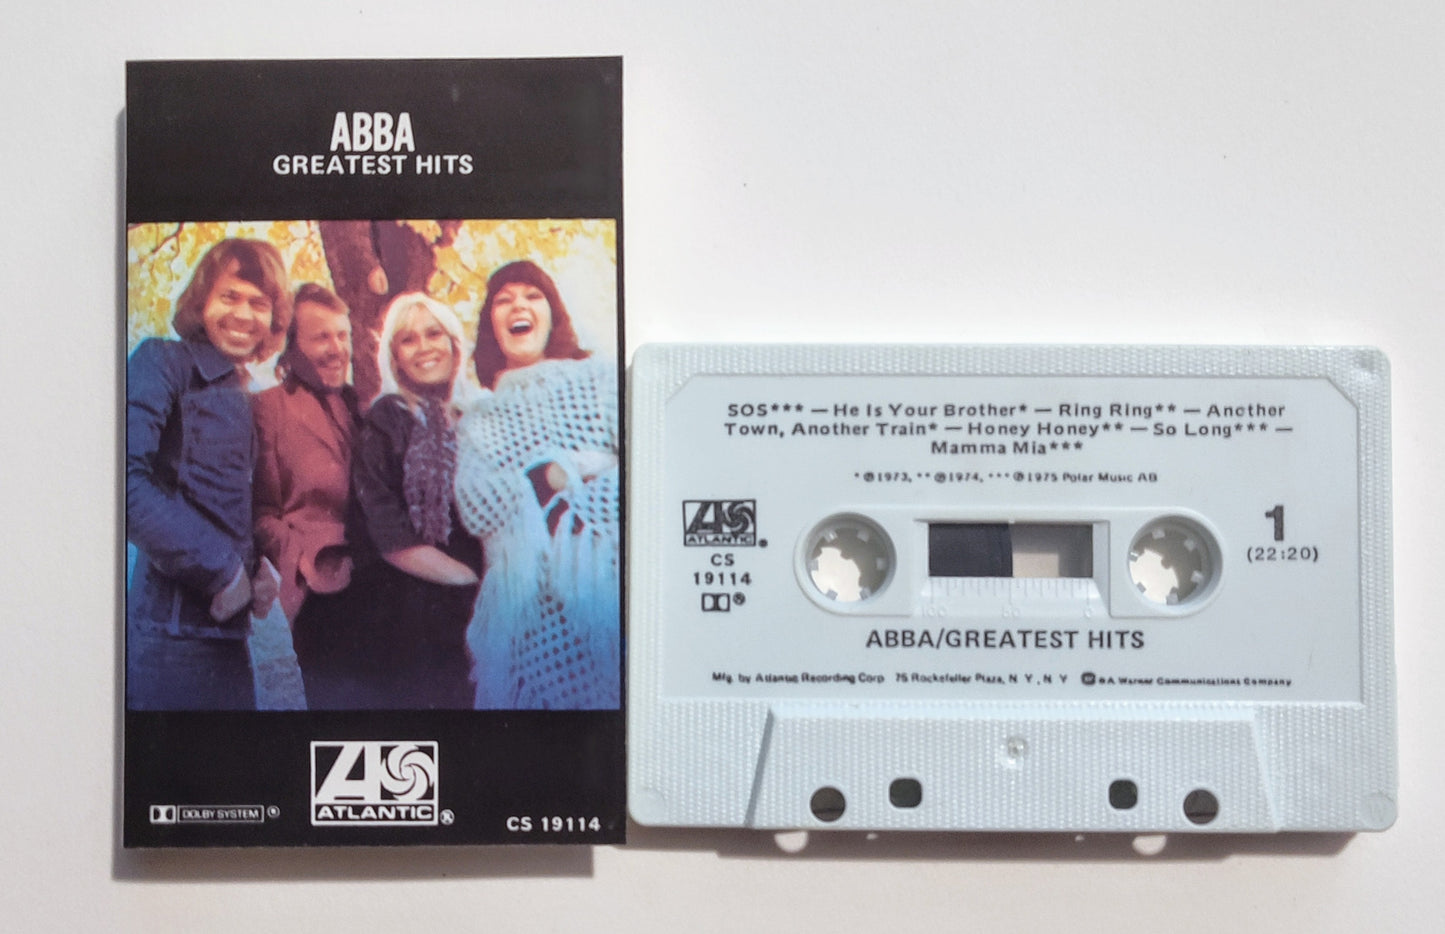 ABBA
GREATEST HITS
DOLBY SYSTEM ®
ATLANTIC ®
CS 19114
SOS*** — He Is Your Brother* — Ring Ring** — Another
Town, Another Train* — Honey Honey** — So Long*** —
Mamma Mia***
* ℗1973, ** ℗1974, *** ℗1975 Polar Music AB
ATLANTIC ®
CS
19114
®
1
(22:20)
100 50 0
ABBA/GREATEST HITS
Mfg. by Atlantic Recording Corp 75 Rockefeller Plaza, N Y, N Y A Warner Communications Company